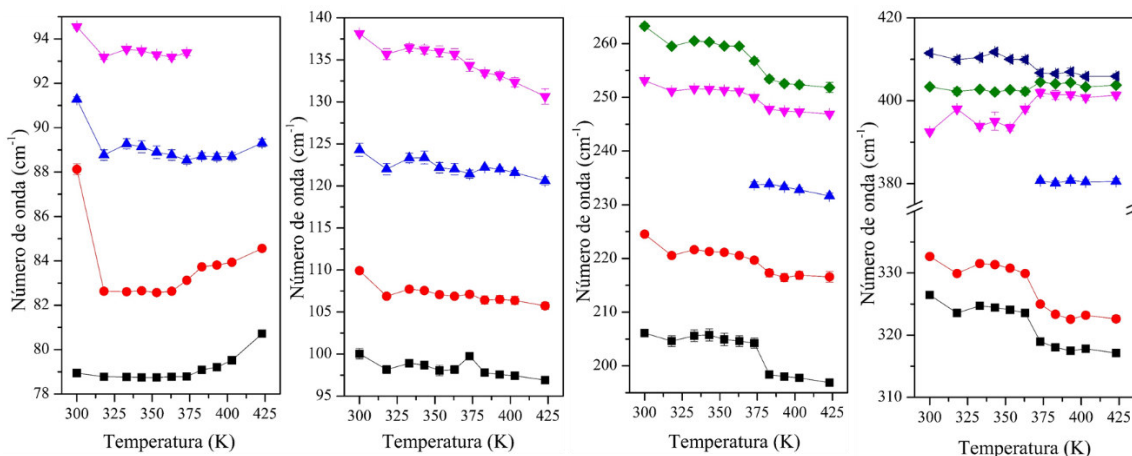 Número de onda (cm-1)
94
92
90
88
86
84
82
80
78
300 325 350 375 400 425
Temperatura (K)
Número de onda (cm-1)
140
135
130
125
120
115
110
105
100
95
300 325 350 375 400 425
Temperatura (K)
Número de onda (cm-1)
260
250
240
230
220
210
200
300 325 350 375 400 425
Temperatura (K)
Número de onda (cm-1)
420
410
400
390
380
330
320
310
300 325 350 375 400 425
Temperatura (K)